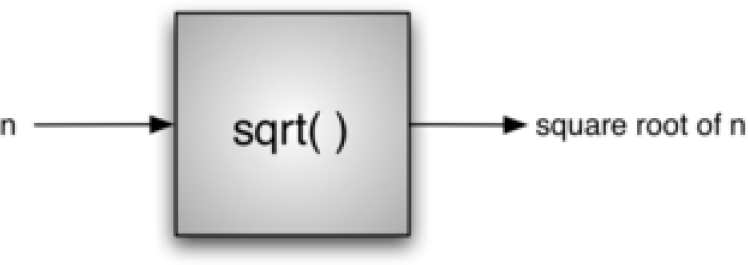 n
sqrt( )
square root of n